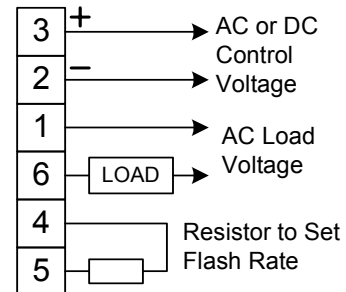 3 +
AC or DC
Control
Voltage
2 −
1
AC Load
Voltage
6 LOAD
4
Resistor to Set
Flash Rate
5